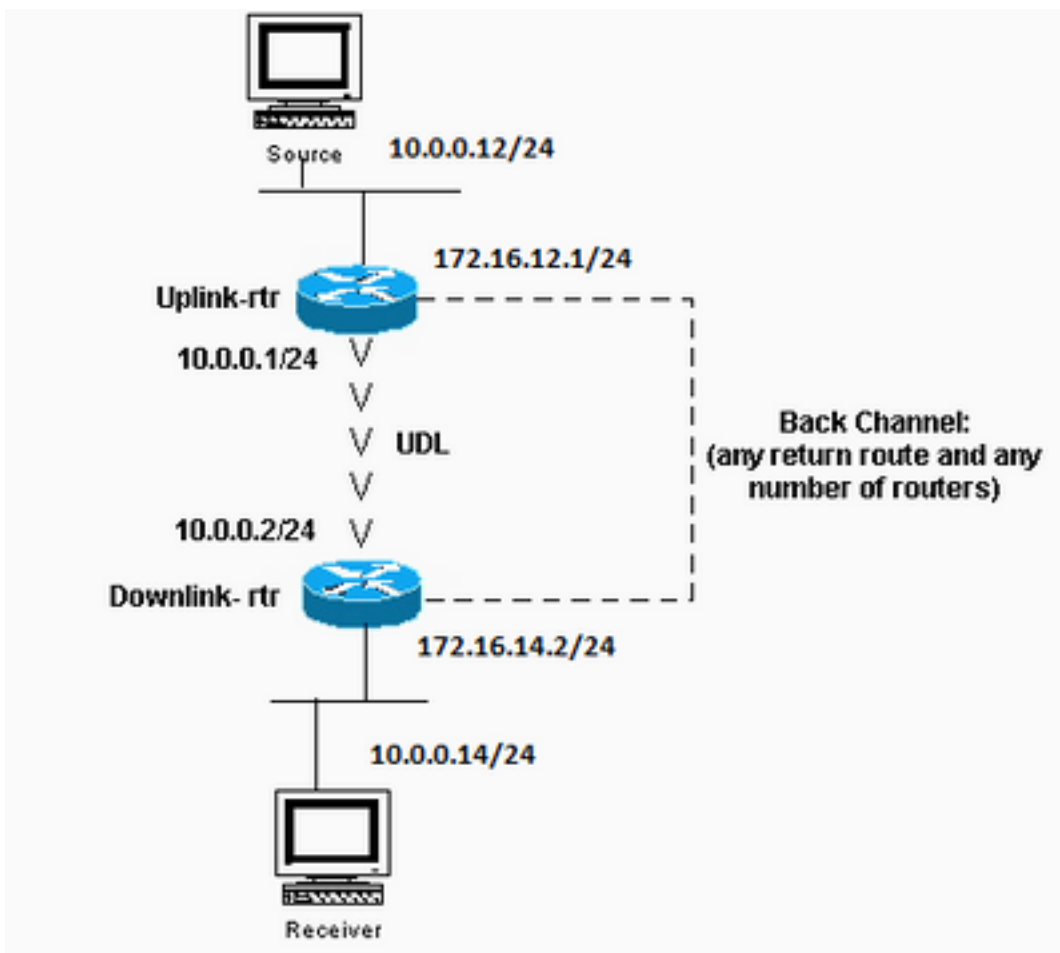 Source
10.0.0.12/24
172.16.12.1/24
Uplink-rtr
10.0.0.1/24
UDL
Back Channel:
(any return route and any
number of routers)
10.0.0.2/24
Downlink- rtr
172.16.14.2/24
10.0.0.14/24
Receiver